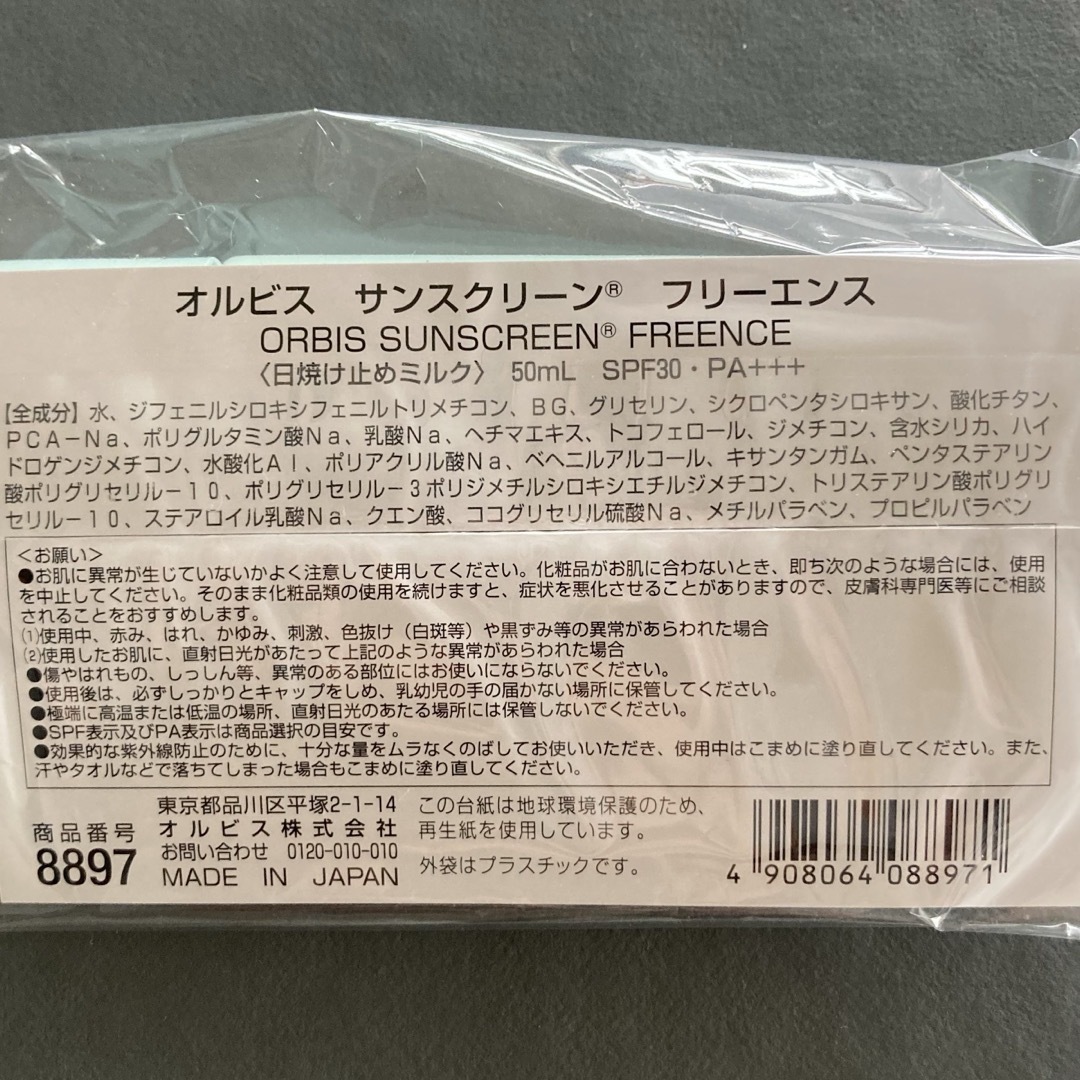 オルビス サンスクリーン® フリーエンス
ORBIS SUNSCREEN® FREENCE
〈日焼け止めミルク〉 50mL SPF30・PA+++
【全成分】水、ジフェニルシロキシフェニルトリメチコン、BG、グリセリン、シクロペンタシロキサン、酸化チタン、
PCA-Na、ポリグルタミン酸Na、乳酸Na、ヘチマエキス、トコフェロール、ジメチコン、含水シリカ、ハイ
ドロゲンジメチコン、水酸化Al、ポリアクリル酸Na、ベヘニルアルコール、キサンタンガム、ペンタステアリン
酸ポリグリセリル-10、ポリグリセリル-3ポリジメチルシロキシエチルジメチコン、トリステアリン酸ポリグリ
セリル-10、ステアロイル乳酸Na、クエン酸、ココグリセリル硫酸Na、メチルパラベン、プロピルパラベン
<お願い>
●お肌に異常が生じていないかよく注意して使用してください。化粧品がお肌に合わないとき、即ち次のような場合には、使用
を中止してください。そのまま化粧品類の使用を続けますと、症状を悪化させることがありますので、皮膚科専門医等にご相談
されることをおすすめします。
(1)使用中、赤み、はれ、かゆみ、刺激、色抜け（白斑等）や黒ずみ等の異常があらわれた場合
(2)使用したお肌に、直射日光があたって上記のような異常があらわれた場合
●傷やはれもの、しっしん等、異常のある部位にはお使いにならないでください。
●使用後は、必ずしっかりとキャップをしめ、乳幼児の手の届かない場所に保管してください。
●極端に高温または低温の場所、直射日光のあたる場所には保管しないでください。
●SPF表示及びPA表示は商品選択の目安です。
●効果的な紫外線防止のために、十分な量をムラなくのばしてお使いいただき、使用中はこまめに塗り直してください。また、
汗やタオルなどで落ちてしまった場合もこまめに塗り直してください。
商品番号
8897
東京都品川区平塚2-1-14
オルビス株式会社
お問い合わせ 0120-010-010
MADE IN JAPAN
この台紙は地球環境保護のため、
再生紙を使用しています。
外袋はプラスチックです。
4 908064 088971